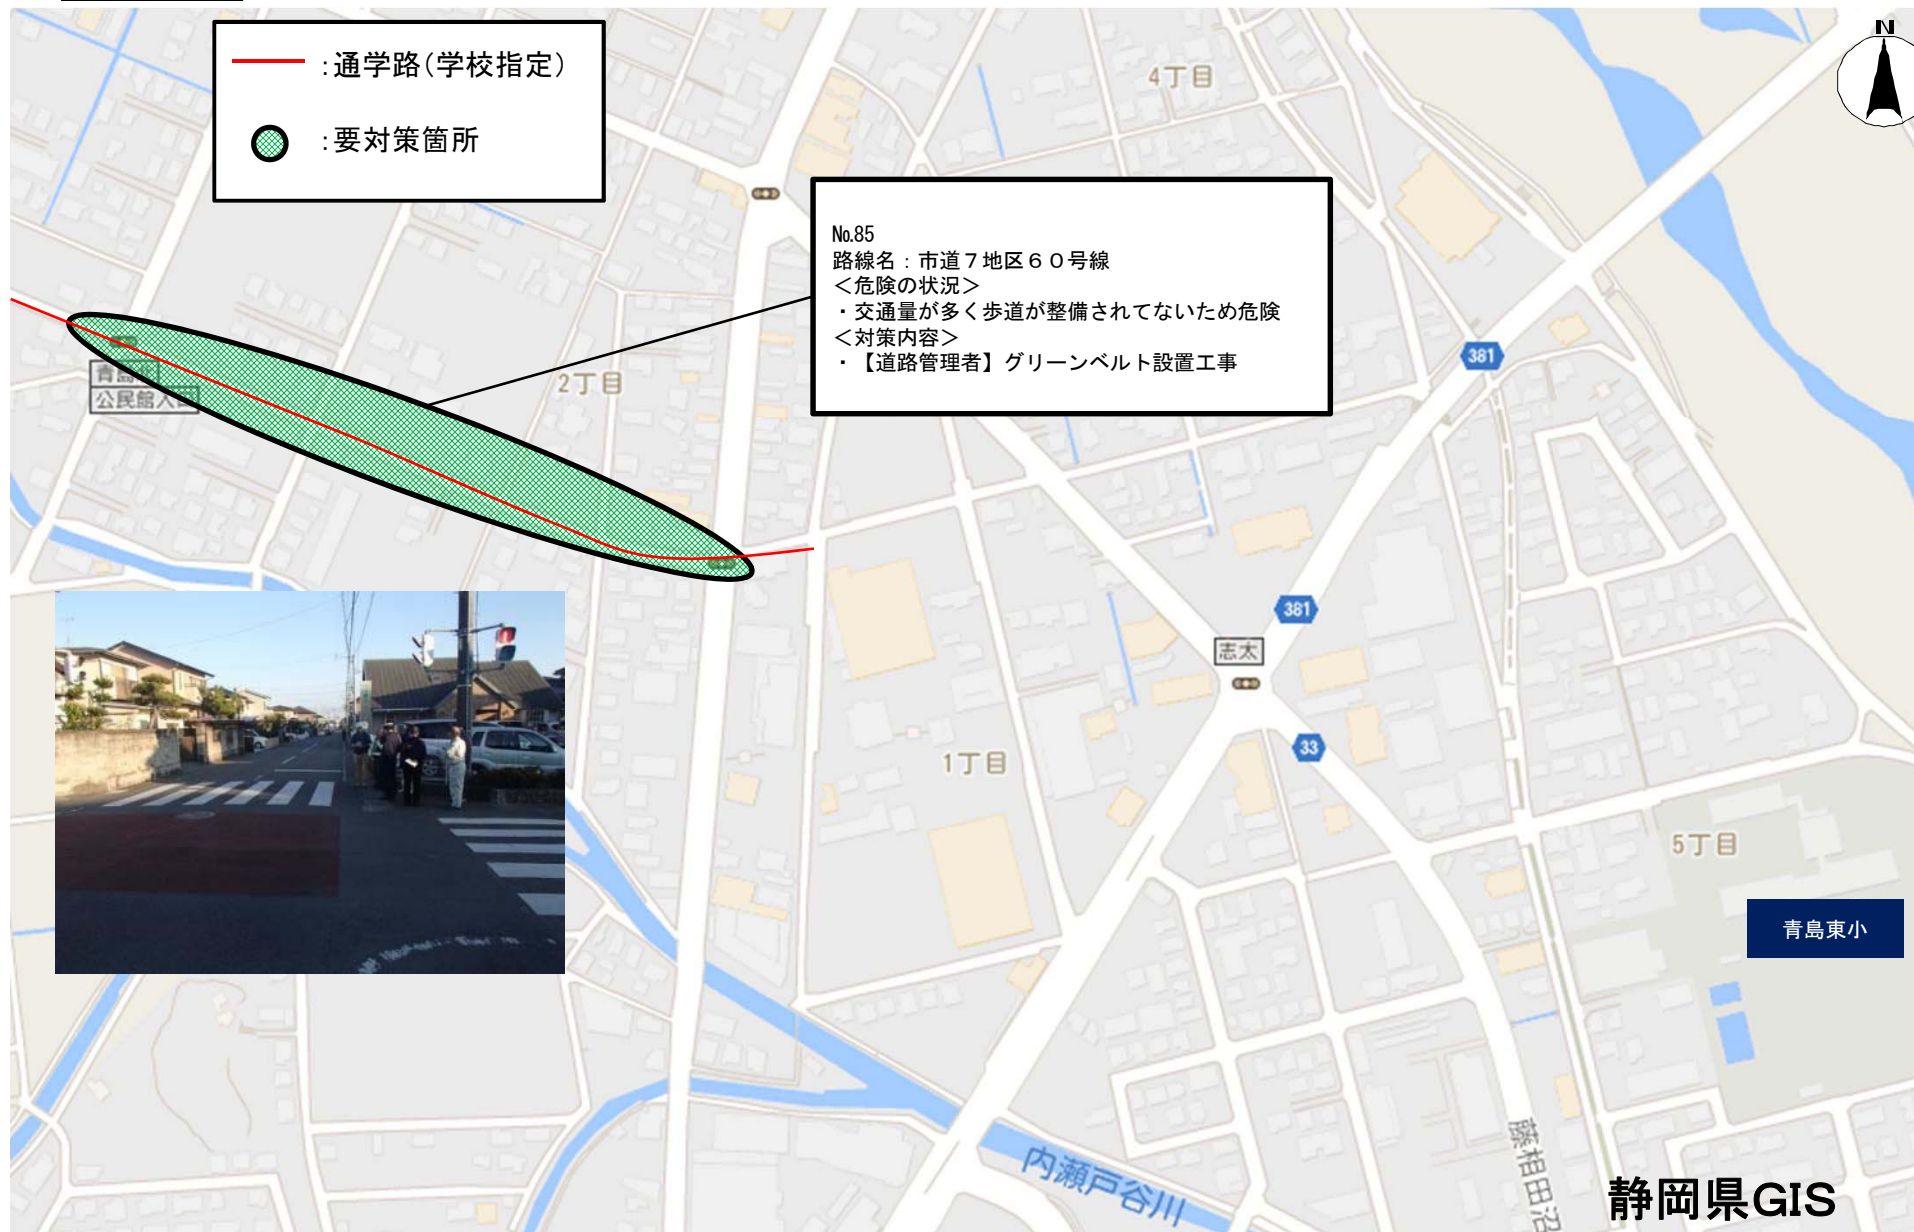 :通学路(学校指定)
:要対策箇所
N
4丁目
No.85
路線名：市道７地区６０号線
＜危険の状況＞
・交通量が多く歩道が整備されてないため危険
＜対策内容＞
・【道路管理者】グリーンベルト設置工事
381
青島
公民館入口
2丁目
381
志太
33
1丁目
5丁目
青島東小
内瀬戸谷川
藤相田沼
静岡県GIS